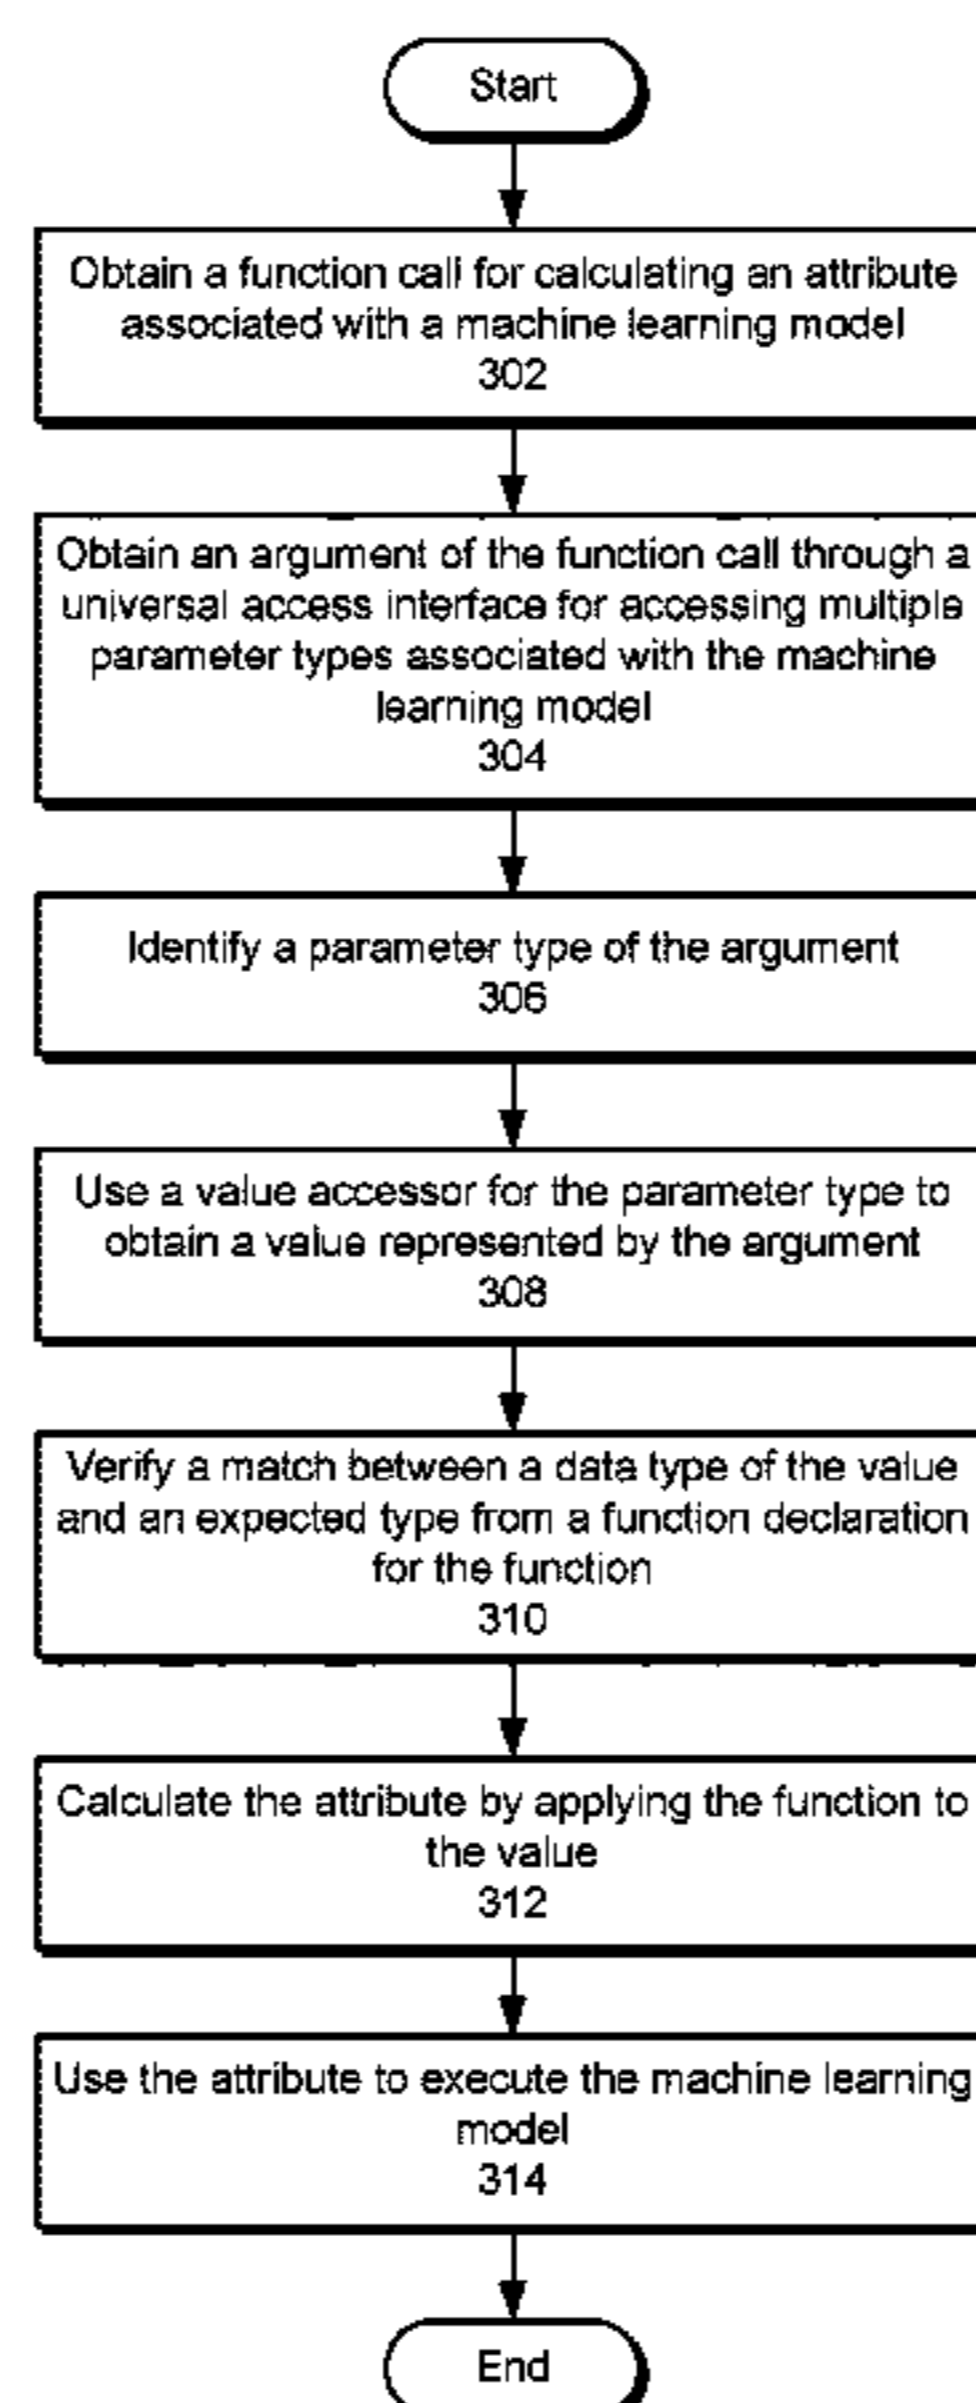 Start
Obtain a function call for calculating an attribute
associated with a machine learning model
302
Obtain an argument of the function call through a
universal access interface for accessing multiple
parameter types associated with the machine
learning model
304
Identify a parameter type of the argument
306
Use a value accessor for the parameter type to
obtain a value represented by the argument
308
Verify a match between a data type of the value
and an expected type from a function declaration
for the function
310
Calculate the attribute by applying the function to
the value
312
Use the attribute to execute the machine learning
model
314
End